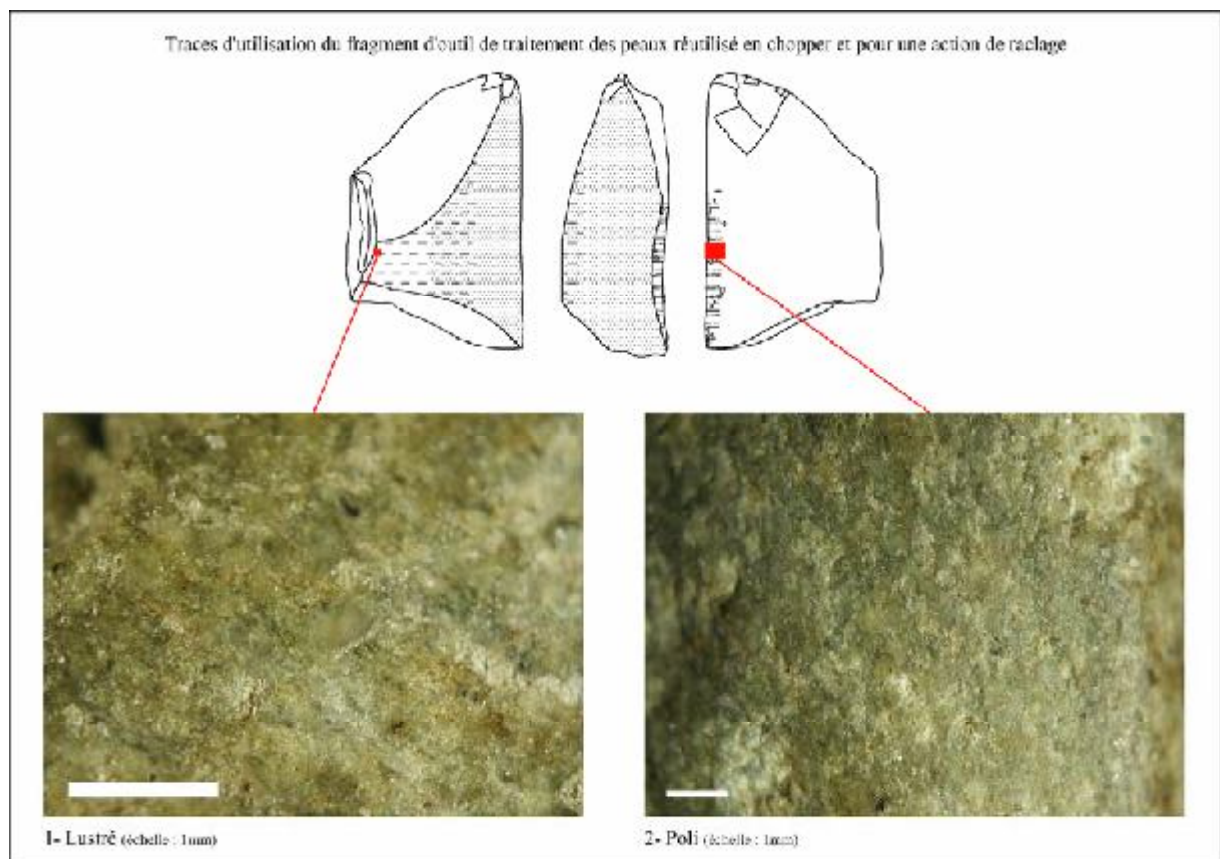 Traces d'utilisation du fragment d'outil de traitement des peaux réutilisé en chopper et pour une action de raclage
1- Lustré (échelle : 1mm)
2- Poli (échelle : 1mm)